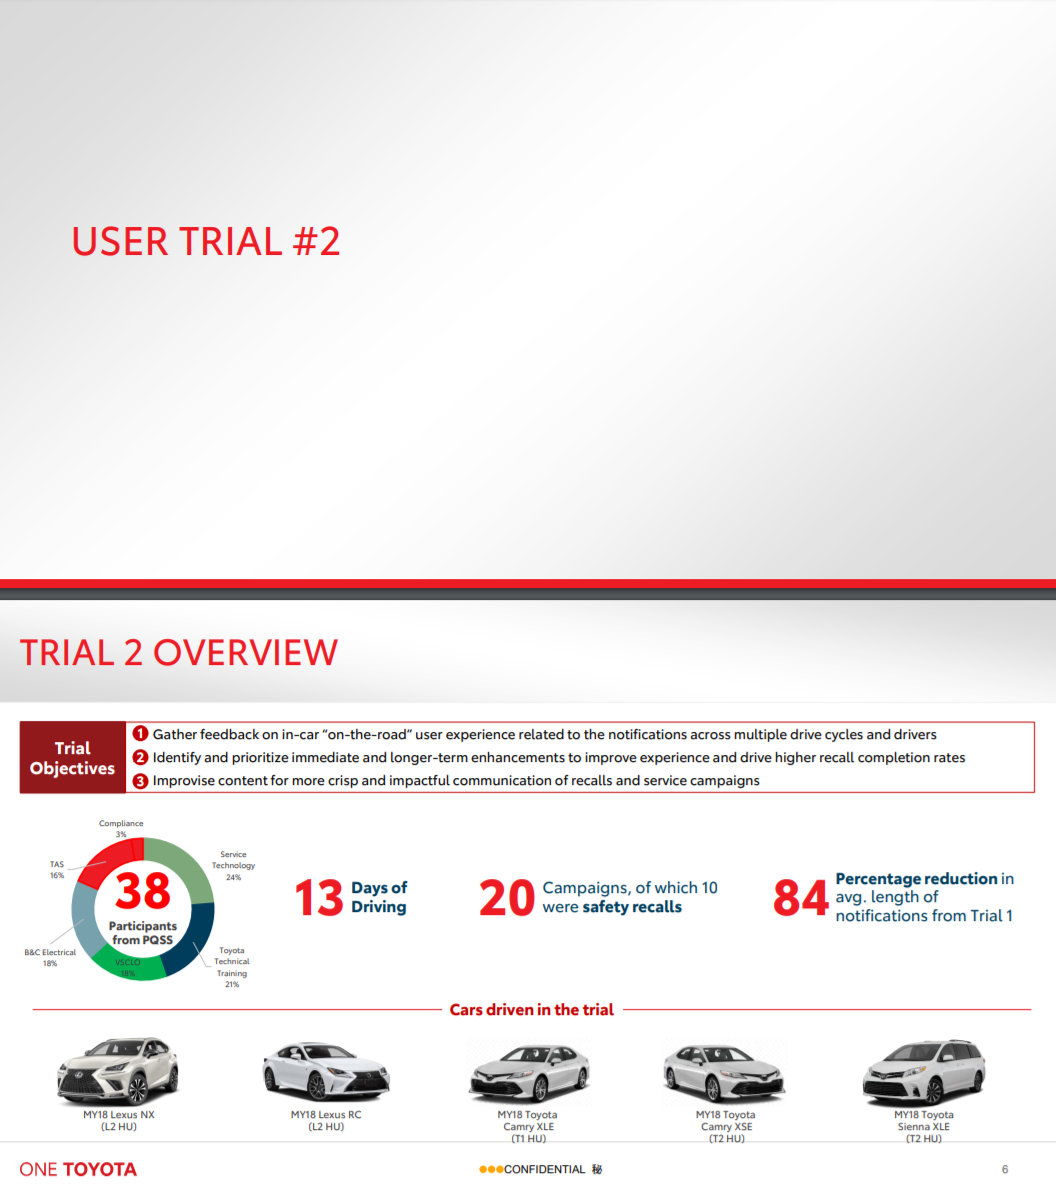 USER TRIAL #2
TRIAL 2 OVERVIEW
Trial
Objectives
1 Gather feedback on in-car “on-the-road” user experience related to the notifications across multiple drive cycles and drivers
2 Identify and prioritize immediate and longer-term enhancements to improve experience and drive higher recall completion rates
3 Improvise content for more crisp and impactful communication of recalls and service campaigns
Compliance
3%
Service
Technology
24%
TAS
16%
38
Participants
from PQSS
B&C Electrical
18%
VSCLO
18%
Toyota
Technical
Training
21%
13 Days of
Driving
20 Campaigns, of which 10
were safety recalls
84 Percentage reduction in
avg. length of
notifications from Trial 1
Cars driven in the trial
MY18 Lexus NX
(L2 HU)
MY18 Lexus RC
(L2 HU)
MY18 Toyota
Camry XLE
(T1 HU)
MY18 Toyota
Camry XSE
(T2 HU)
MY18 Toyota
Sienna XLE
(T2 HU)
ONE TOYOTA
CONFIDENTIAL 秘
6